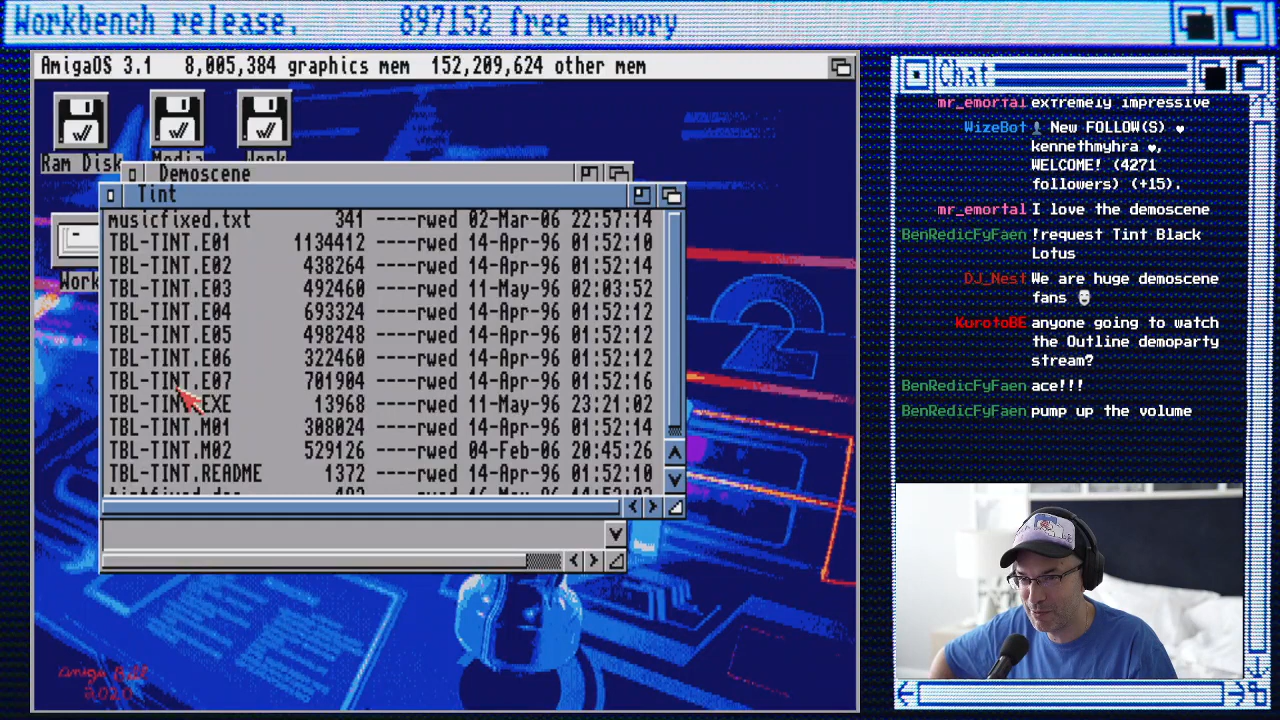 Workbench release. 897152 free memory
AmigaOS 3.1 8,005,384 graphics mem 152,209,624 other mem
Ram Disk
Media
Work
Demoscene
Tint
musicfixed.txt 341 ----rwed 02-Mar-06 22:57:14
TBL-TINT.E01 1134412 ----rwed 14-Apr-96 01:52:10
TBL-TINT.E02 438264 ----rwed 14-Apr-96 01:52:14
TBL-TINT.E03 492460 ----rwed 11-May-96 02:03:52
TBL-TINT.E04 693324 ----rwed 14-Apr-96 01:52:12
TBL-TINT.E05 498248 ----rwed 14-Apr-96 01:52:12
TBL-TINT.E06 322460 ----rwed 14-Apr-96 01:52:12
TBL-TINT.E07 701904 ----rwed 14-Apr-96 01:52:16
TBL-TINT.EXE 13968 ----rwed 11-May-96 23:21:02
TBL-TINT.M01 308024 ----rwed 14-Apr-96 01:52:14
TBL-TINT.M02 529126 ----rwed 04-Feb-06 20:45:26
TBL-TINT.README 1372 ----rwed 14-Apr-96 01:52:10
Work
Amiga Bill
2020
Chat
mr_emortal extremely impressive
WizeBot New FOLLOW(S) ♥
kennethmyhra ♥,
WELCOME! (4271
followers) (+15).
mr_emortal I love the demoscene
BenRedicFyFaen !request Tint Black
Lotus
DJ_Nest We are huge demoscene
fans
KurotoBE anyone going to watch
the Outline demoparty
stream?
BenRedicFyFaen ace!!!
BenRedicFyFaen pump up the volume